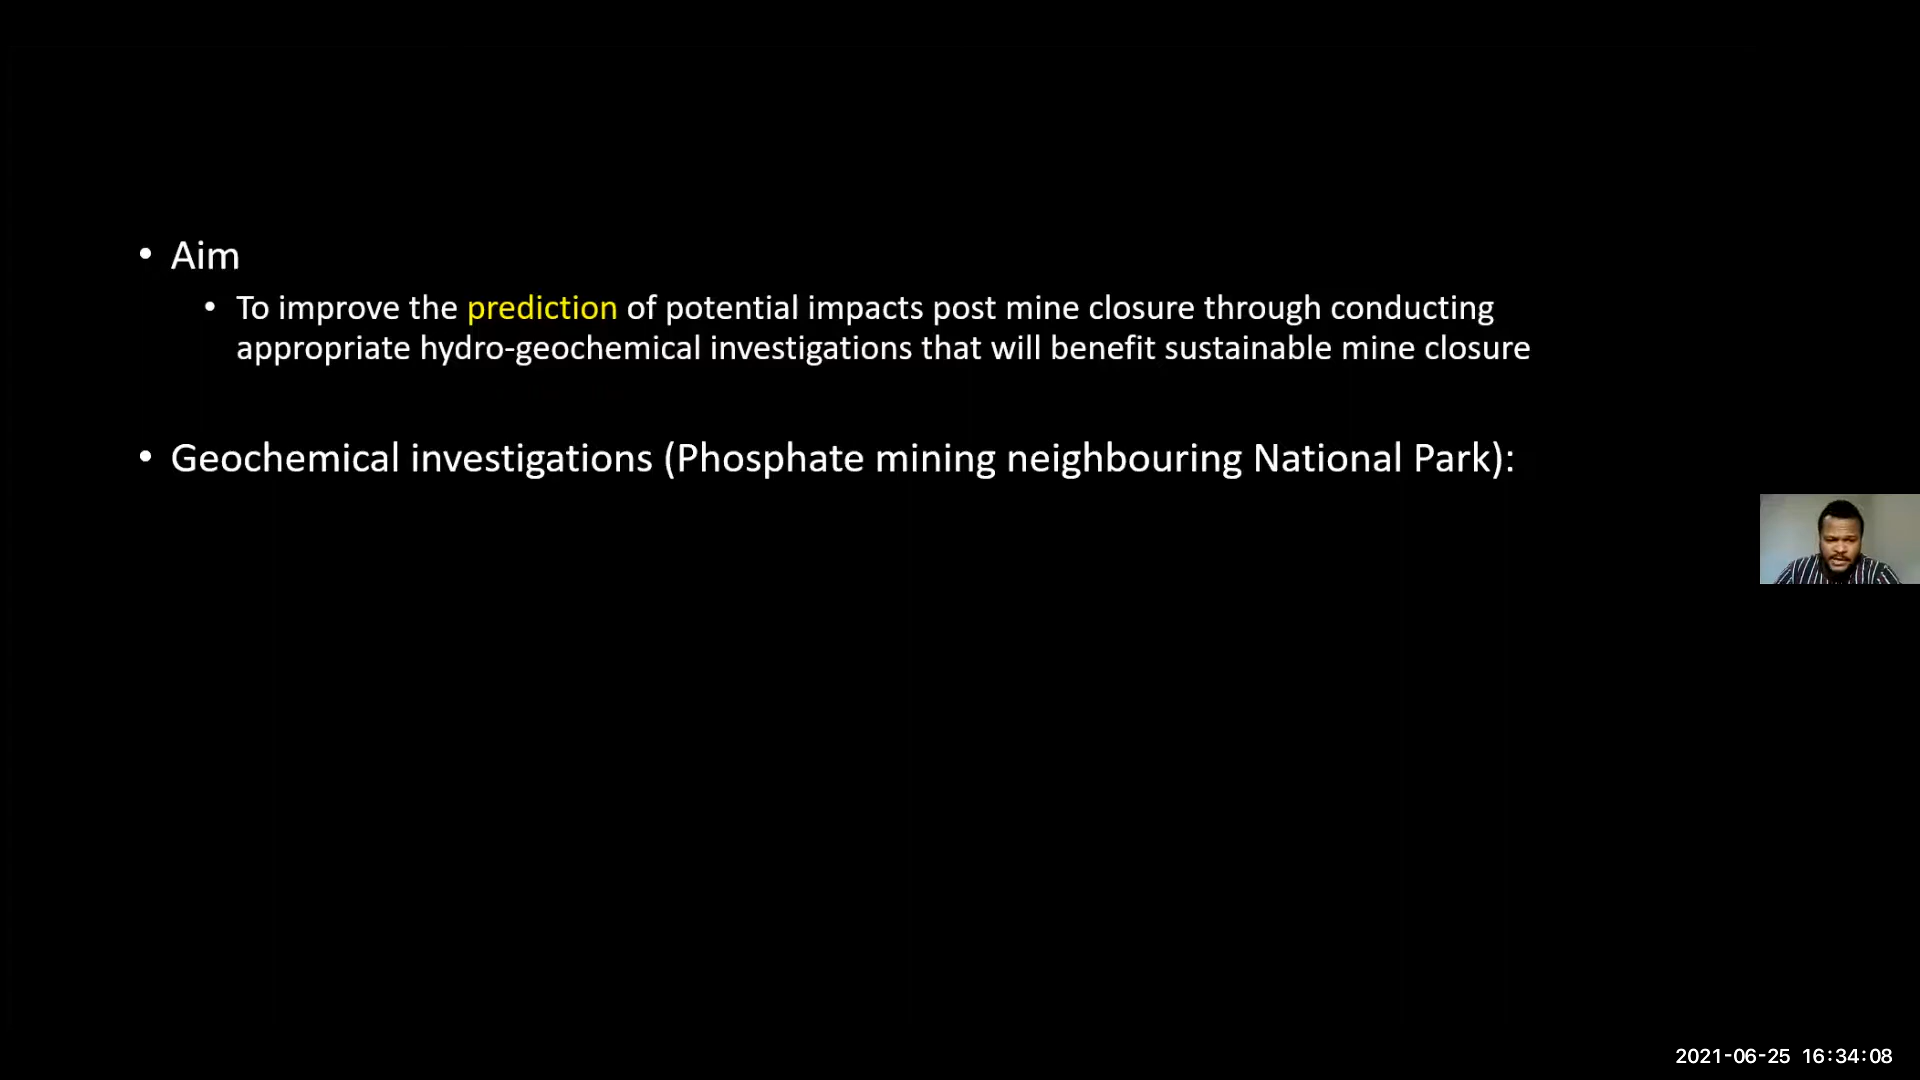 • Aim
• To improve the prediction of potential impacts post mine closure through conducting
appropriate hydro-geochemical investigations that will benefit sustainable mine closure
• Geochemical investigations (Phosphate mining neighbouring National Park):
2021-06-25 16:34:08